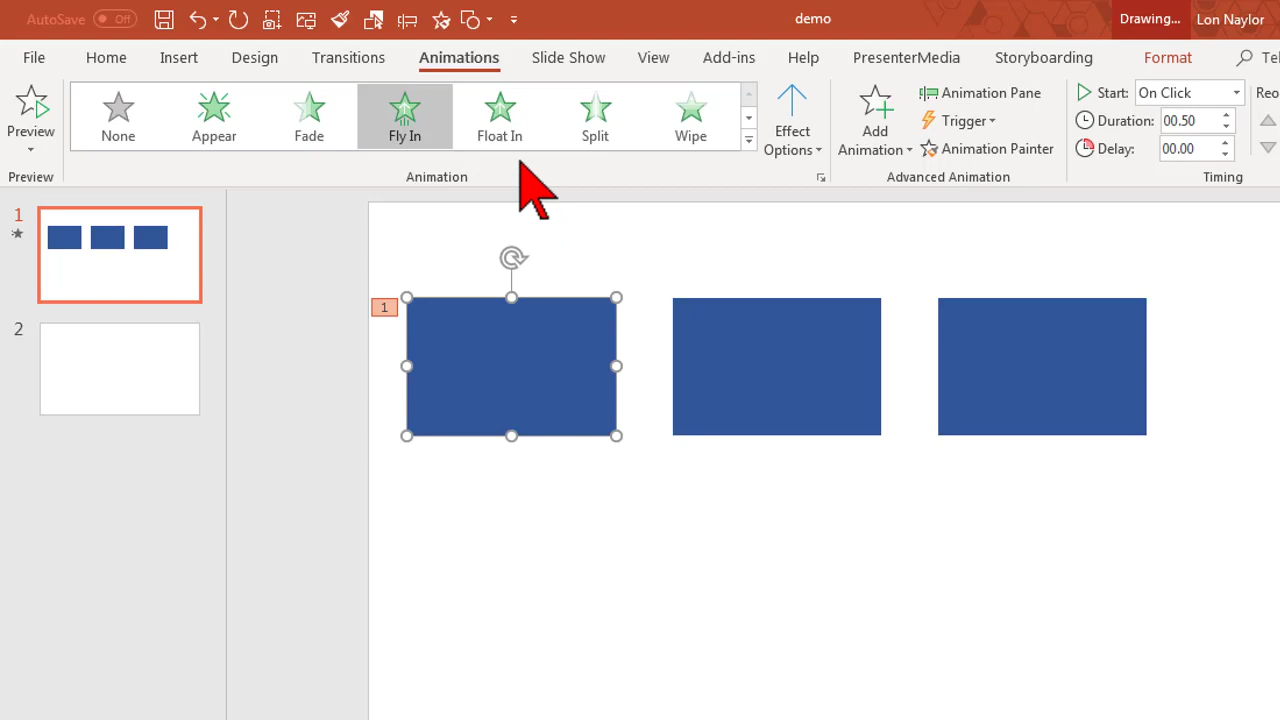 AutoSave Off demo Drawing... Lon Naylor
File Home Insert Design Transitions Animations Slide Show View Add-ins Help PresenterMedia Storyboarding Format Tel
Preview None Appear Fade Fly In Float In Split Wipe Effect Options Add Animation Animation Pane Start: On Click Reo
Trigger Duration: 00.50
Animation Painter Delay: 00.00
Preview Animation Advanced Animation Timing
1
1
2